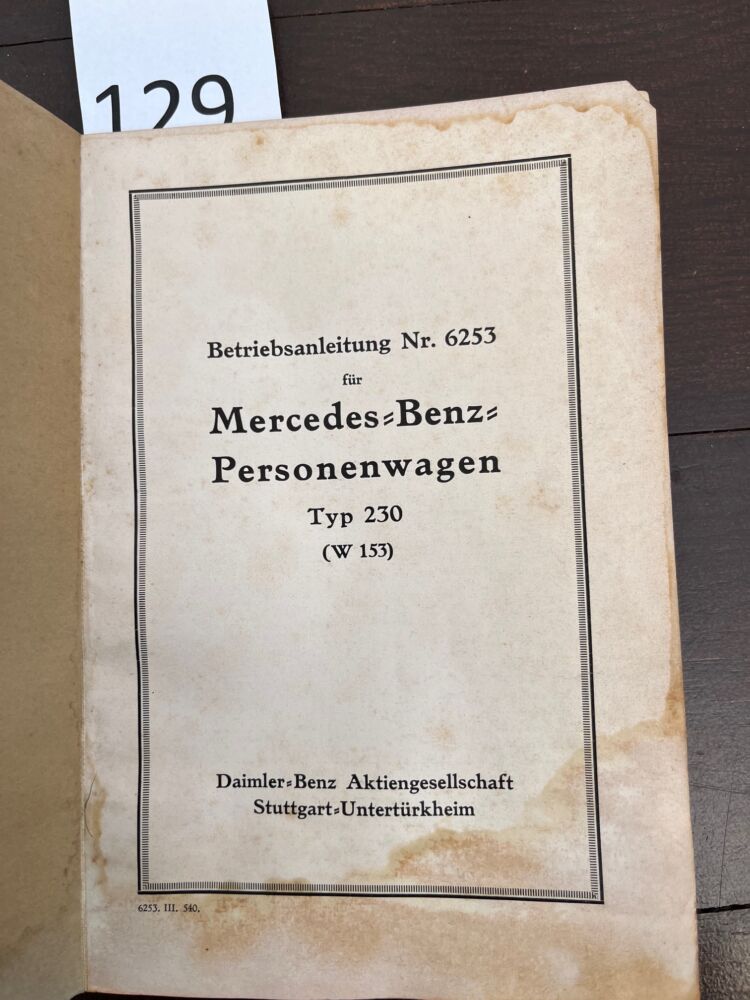 129
Betriebsanleitung Nr. 6253
für
Mercedes⸗Benz⸗
Personenwagen
Typ 230
(W 153)
Daimler⸗Benz Aktiengesellschaft
Stuttgart⸗Untertürkheim
6253. III. 540.